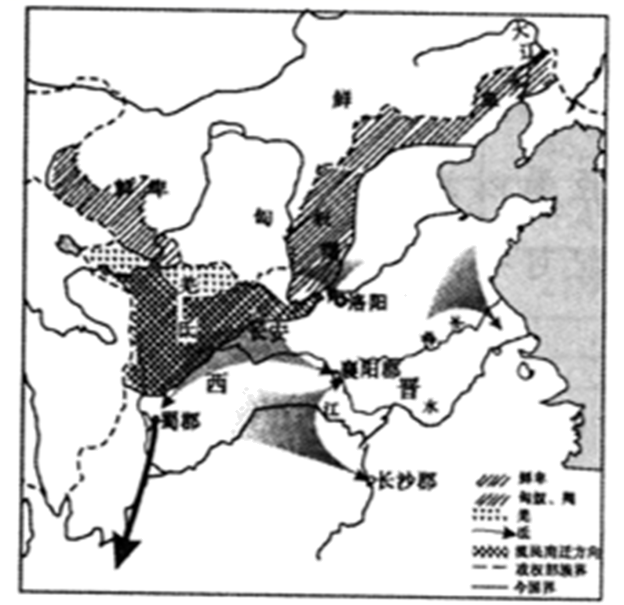 大
江
鲜
卑
鲜卑
匈
奴
羯
羌
氐
洛阳
长安
襄阳郡
西
晋
江
水
蜀郡
长沙郡
鲜卑
匈奴、羯
羌
氐
流民南迁方向
政权部族界
今国界